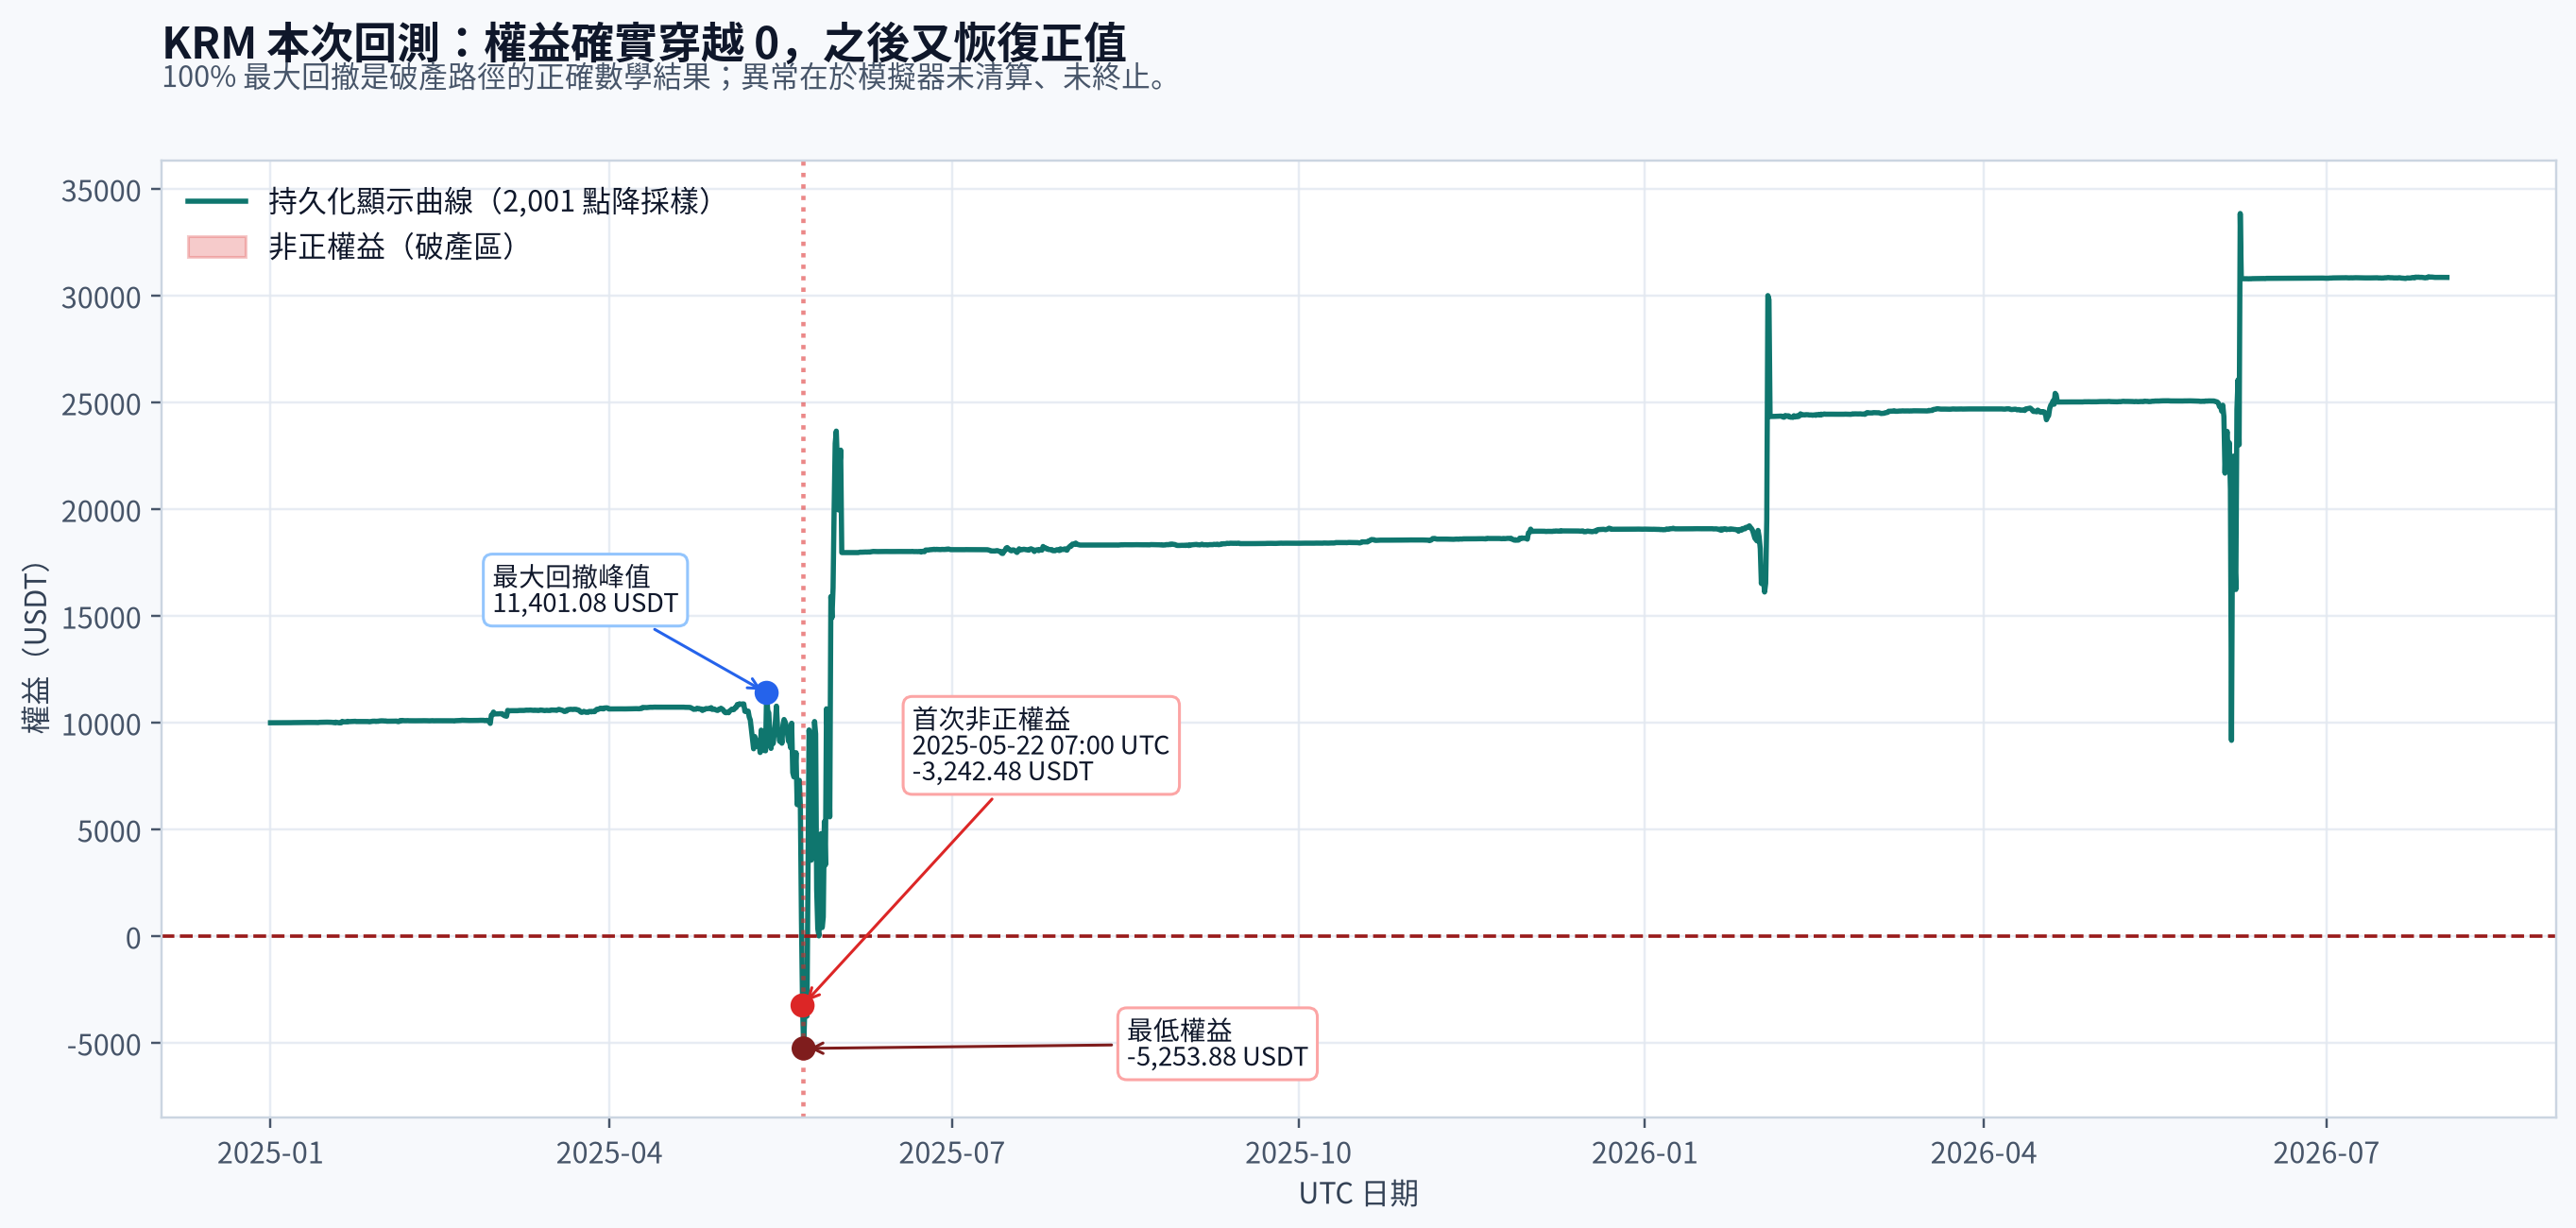 KRM 本次回測：權益確實穿越 0，之後又恢復正值
100% 最大回撤是破產路徑的正確數學結果；異常在於模擬器未清算、未終止。
持久化顯示曲線（2,001 點降採樣）
非正權益（破產區）
35000
30000
25000
20000
15000
10000
5000
0
-5000
權益（USDT）
最大回撤峰值
11,401.08 USDT
首次非正權益
2025-05-22 07:00 UTC
-3,242.48 USDT
最低權益
-5,253.88 USDT
2025-01
2025-04
2025-07
2025-10
2026-01
2026-04
2026-07
UTC 日期